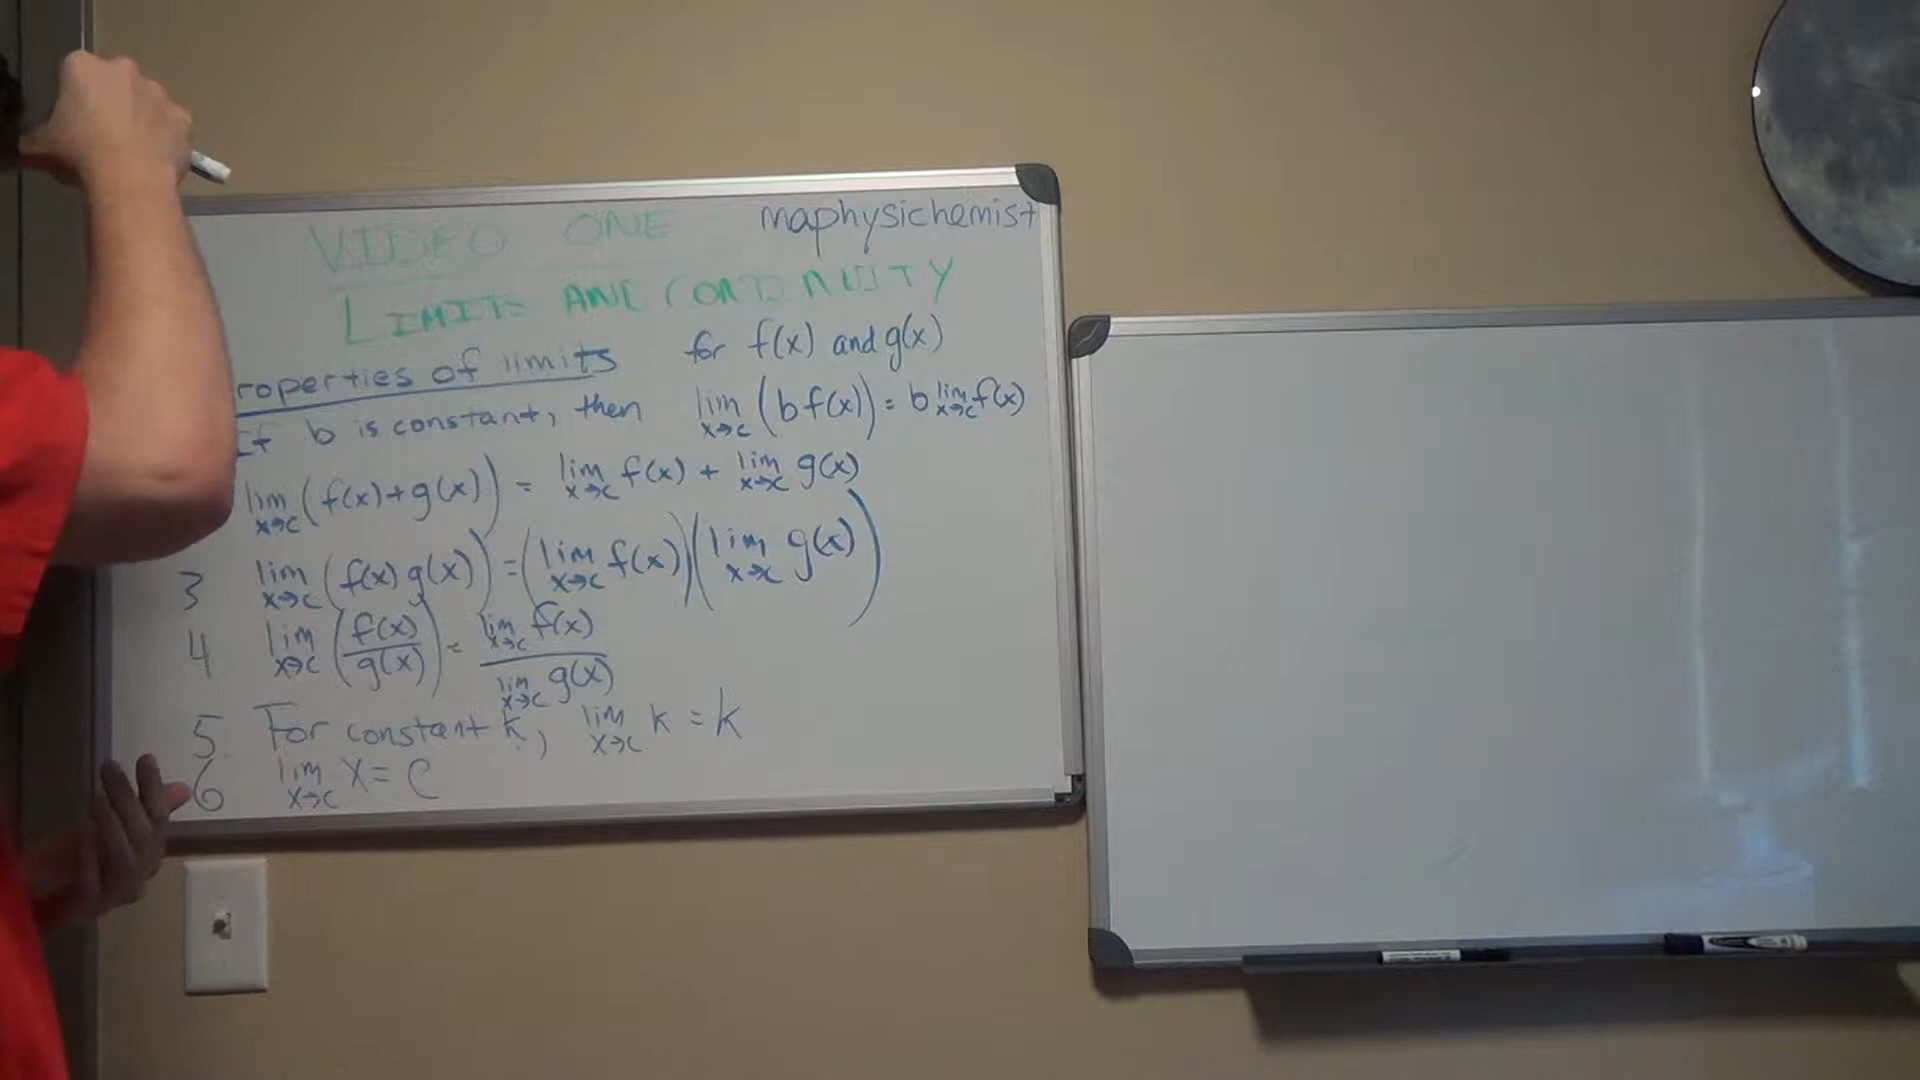 VIDEO ONE maphysichemist
LIMITS AND CONTINUITY
roperties of limits for f(x) and g(x)
If b is constant, then lim x→c (b f(x)) = b lim x→c f(x)
lim x→c (f(x)+g(x)) = lim x→c f(x) + lim x→c g(x)
3 lim x→c (f(x) g(x)) = (lim x→c f(x)) (lim x→c g(x))
4 lim x→c (f(x)/g(x)) = lim x→c f(x) / lim x→c g(x)
5. For constant k, lim x→c k = k
6 lim x→c x = c